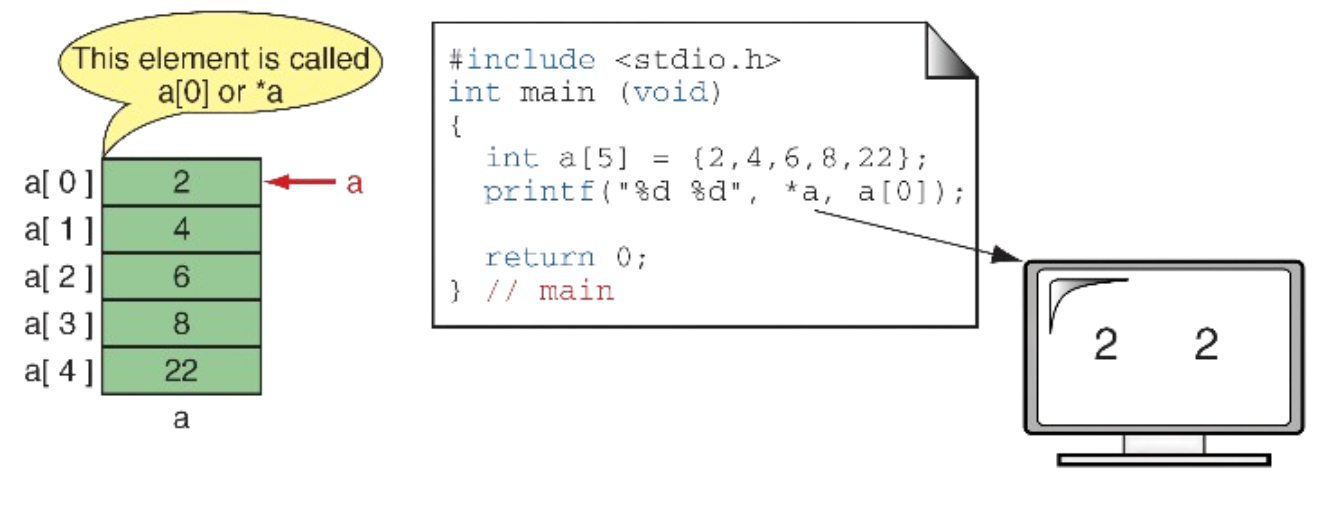 This element is called
a[0] or *a
a[ 0 ] 2 a
a[ 1 ] 4
a[ 2 ] 6
a[ 3 ] 8
a[ 4 ] 22
a
#include <stdio.h>
int main (void)
{
int a[5] = {2,4,6,8,22};
printf("%d %d", *a, a[0]);
return 0;
} // main
2 2